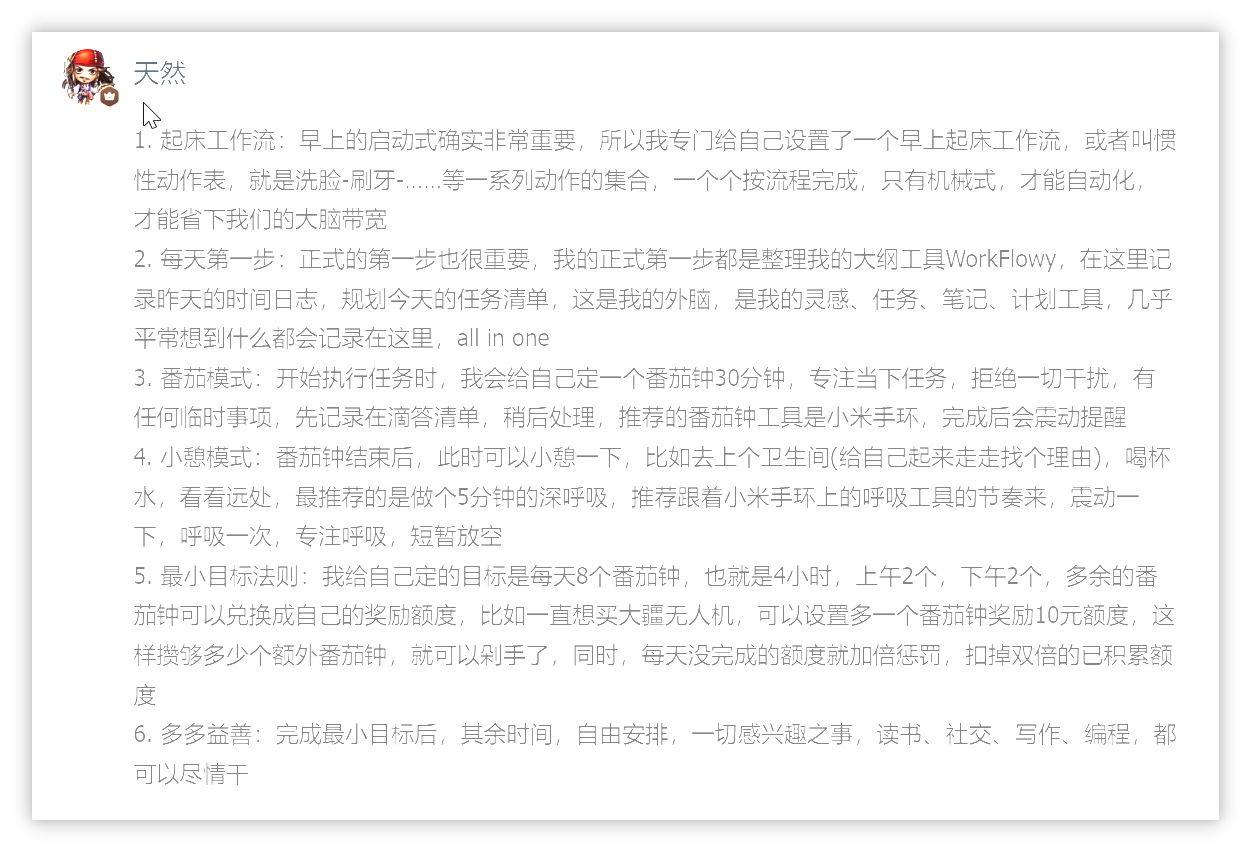 天然
1. 起床工作流：早上的启动式确实非常重要，所以我专门给自己设置了一个早上起床工作流，或者叫惯
性动作表，就是洗脸-刷牙-......等一系列动作的集合，一个个按流程完成，只有机械式，才能自动化，
才能省下我们的大脑带宽
2. 每天第一步：正式的第一步也很重要，我的正式第一步都是整理我的大纲工具WorkFlowy，在这里记
录昨天的时间日志，规划今天的任务清单，这是我的外脑，是我的灵感、任务、笔记、计划工具，几乎
平常想到什么都会记录在这里，all in one
3. 番茄模式：开始执行任务时，我会给自己定一个番茄钟30分钟，专注当下任务，拒绝一切干扰，有
任何临时事项，先记录在滴答清单，稍后处理，推荐的番茄钟工具是小米手环，完成后会震动提醒
4. 小憩模式：番茄钟结束后，此时可以小憩一下，比如去上个卫生间(给自己起来走走找个理由)，喝杯
水，看看远处，最推荐的是做个5分钟的深呼吸，推荐跟着小米手环上的呼吸工具的节奏来，震动一
下，呼吸一次，专注呼吸，短暂放空
5. 最小目标法则：我给自己定的目标是每天8个番茄钟，也就是4小时，上午2个，下午2个，多余的番
茄钟可以兑换成自己的奖励额度，比如一直想买大疆无人机，可以设置多一个番茄钟奖励10元额度，这
样攒够多少个额外番茄钟，就可以剁手了，同时，每天没完成的额度就加倍惩罚，扣掉双倍的已积累额
度
6. 多多益善：完成最小目标后，其余时间，自由安排，一切感兴趣之事，读书、社交、写作、编程，都
可以尽情干